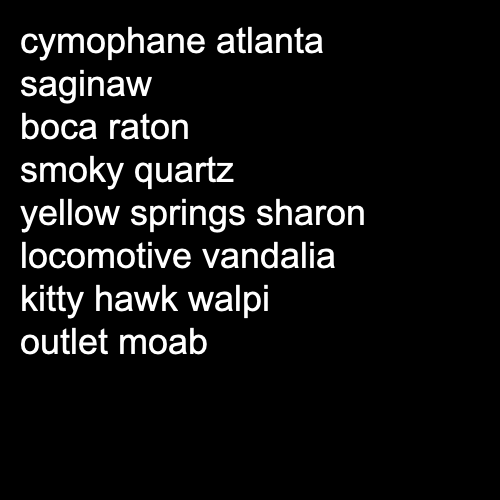 cymophane atlanta
saginaw
boca raton
smoky quartz
yellow springs sharon
locomotive vandalia
kitty hawk walpi
outlet moab